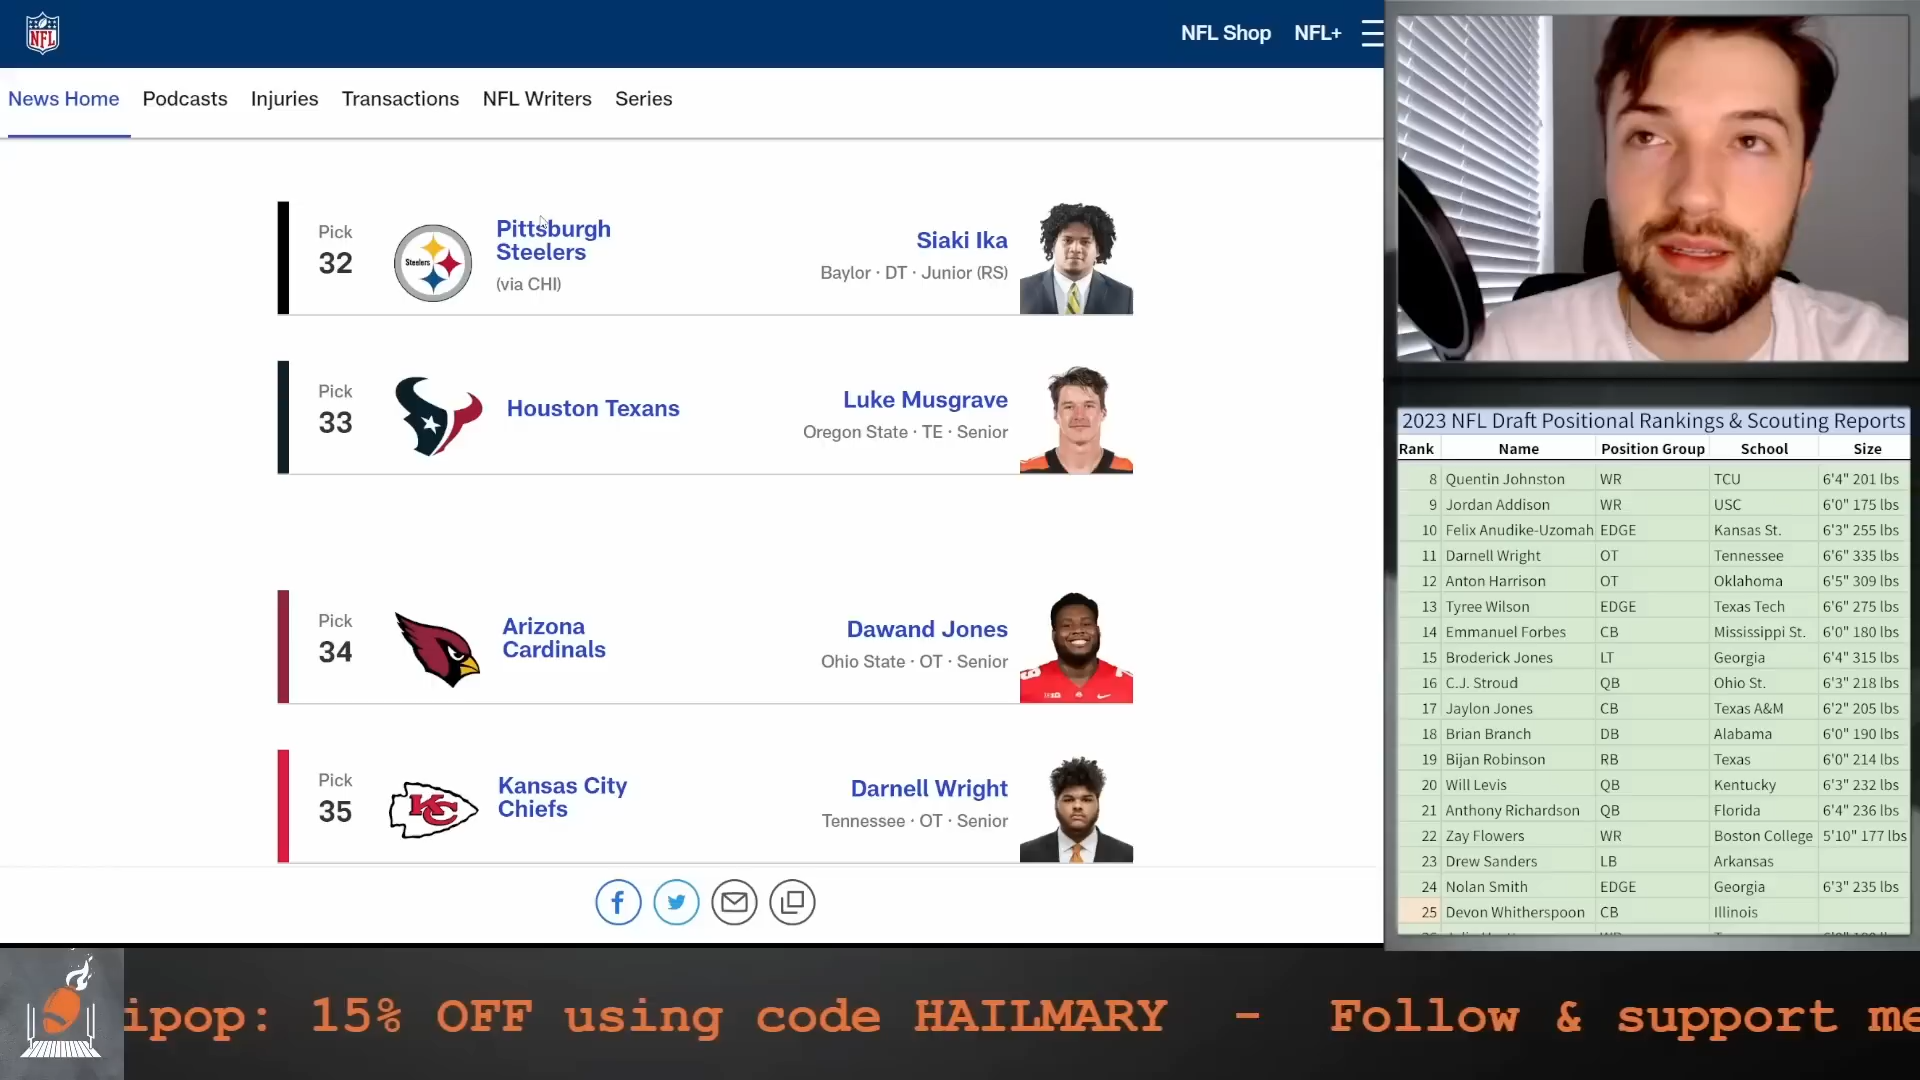 NFL
NFL Shop NFL+
News Home Podcasts Injuries Transactions NFL Writers Series
Pick
32
Steelers
Pittsburgh
Steelers
(via CHI)
Siaki Ika
Baylor · DT · Junior (RS)
Pick
33
Houston Texans
Luke Musgrave
Oregon State · TE · Senior
Pick
34
Arizona
Cardinals
Dawand Jones
Ohio State · OT · Senior
Pick
35
KC
Kansas City
Chiefs
Darnell Wright
Tennessee · OT · Senior
2023 NFL Draft Positional Rankings & Scouting Reports
Rank Name Position Group School Size
8 Quentin Johnston WR TCU 6'4" 201 lbs
9 Jordan Addison WR USC 6'0" 175 lbs
10 Felix Anudike-Uzomah EDGE Kansas St. 6'3" 255 lbs
11 Darnell Wright OT Tennessee 6'6" 335 lbs
12 Anton Harrison OT Oklahoma 6'5" 309 lbs
13 Tyree Wilson EDGE Texas Tech 6'6" 275 lbs
14 Emmanuel Forbes CB Mississippi St. 6'0" 180 lbs
15 Broderick Jones LT Georgia 6'4" 315 lbs
16 C.J. Stroud QB Ohio St. 6'3" 218 lbs
17 Jaylon Jones CB Texas A&M 6'2" 205 lbs
18 Brian Branch DB Alabama 6'0" 190 lbs
19 Bijan Robinson RB Texas 6'0" 214 lbs
20 Will Levis QB Kentucky 6'3" 232 lbs
21 Anthony Richardson QB Florida 6'4" 236 lbs
22 Zay Flowers WR Boston College 5'10" 177 lbs
23 Drew Sanders LB Arkansas
24 Nolan Smith EDGE Georgia 6'3" 235 lbs
25 Devon Whitherspoon CB Illinois
ipop: 15% OFF using code HAILMARY - Follow & support me